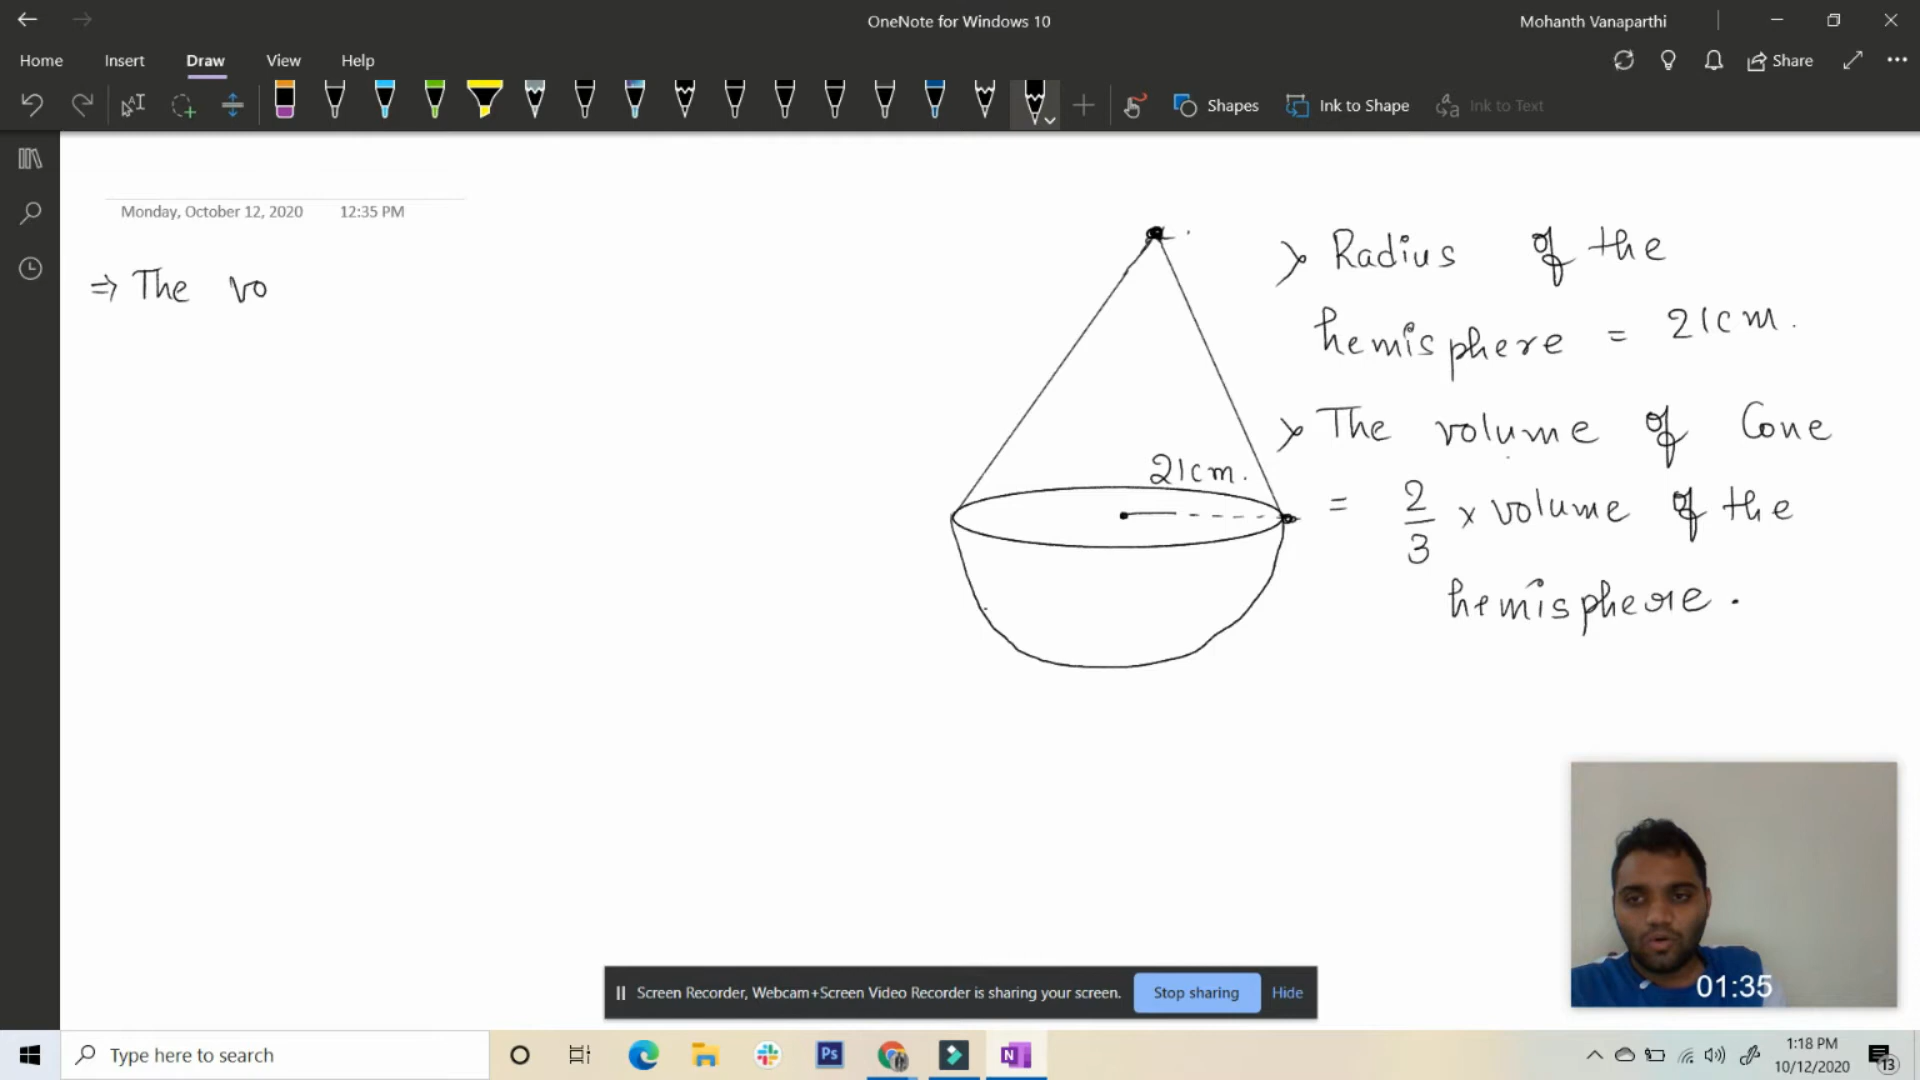 OneNote for Windows 10
Mohanth Vanaparthi
Home Insert Draw View Help
Share
Shapes
Ink to Shape
Ink to Text
Monday, October 12, 2020 12:35 PM
⇒ The vo
21cm.
> Radius of the
hemisphere = 21cm.
> The volume of Cone
= 2/3 x volume of the
hemisphere.
01:35
Screen Recorder, Webcam+Screen Video Recorder is sharing your screen.
Stop sharing
Hide
Type here to search
Ps
N
1:18 PM
10/12/2020
13